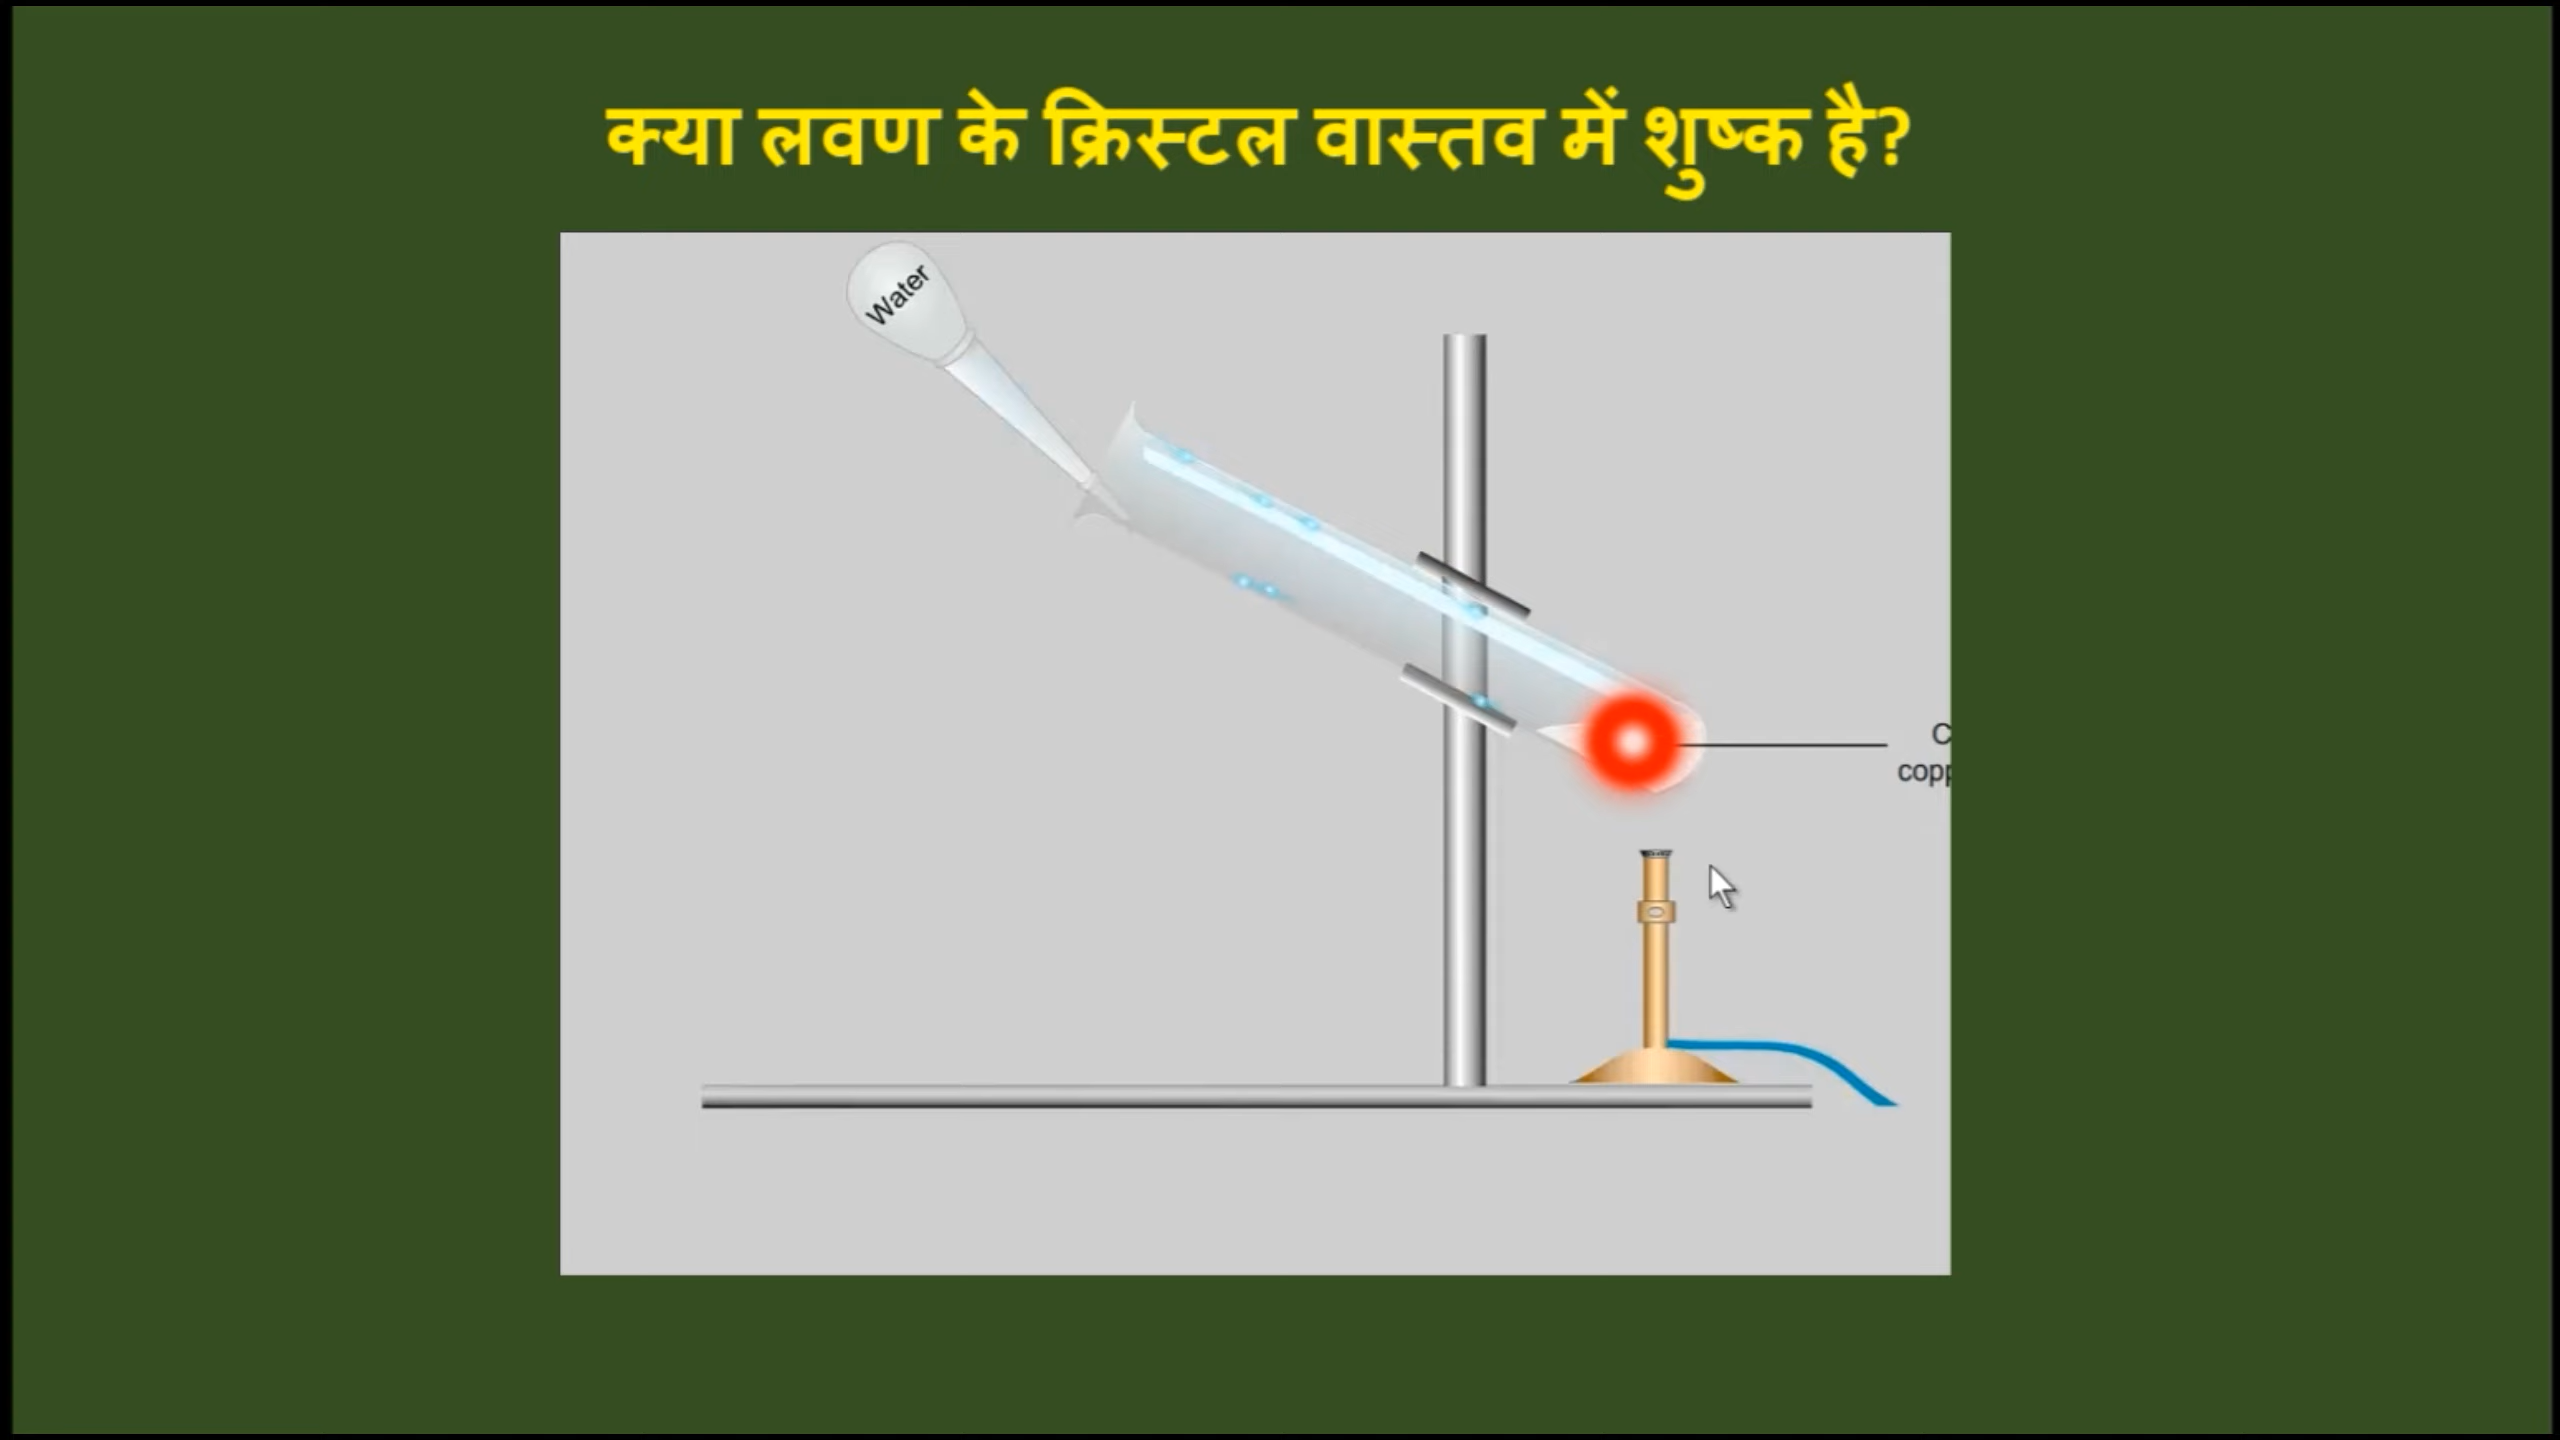 क्या लवण के क्रिस्टल वास्तव में शुष्क है?
Water